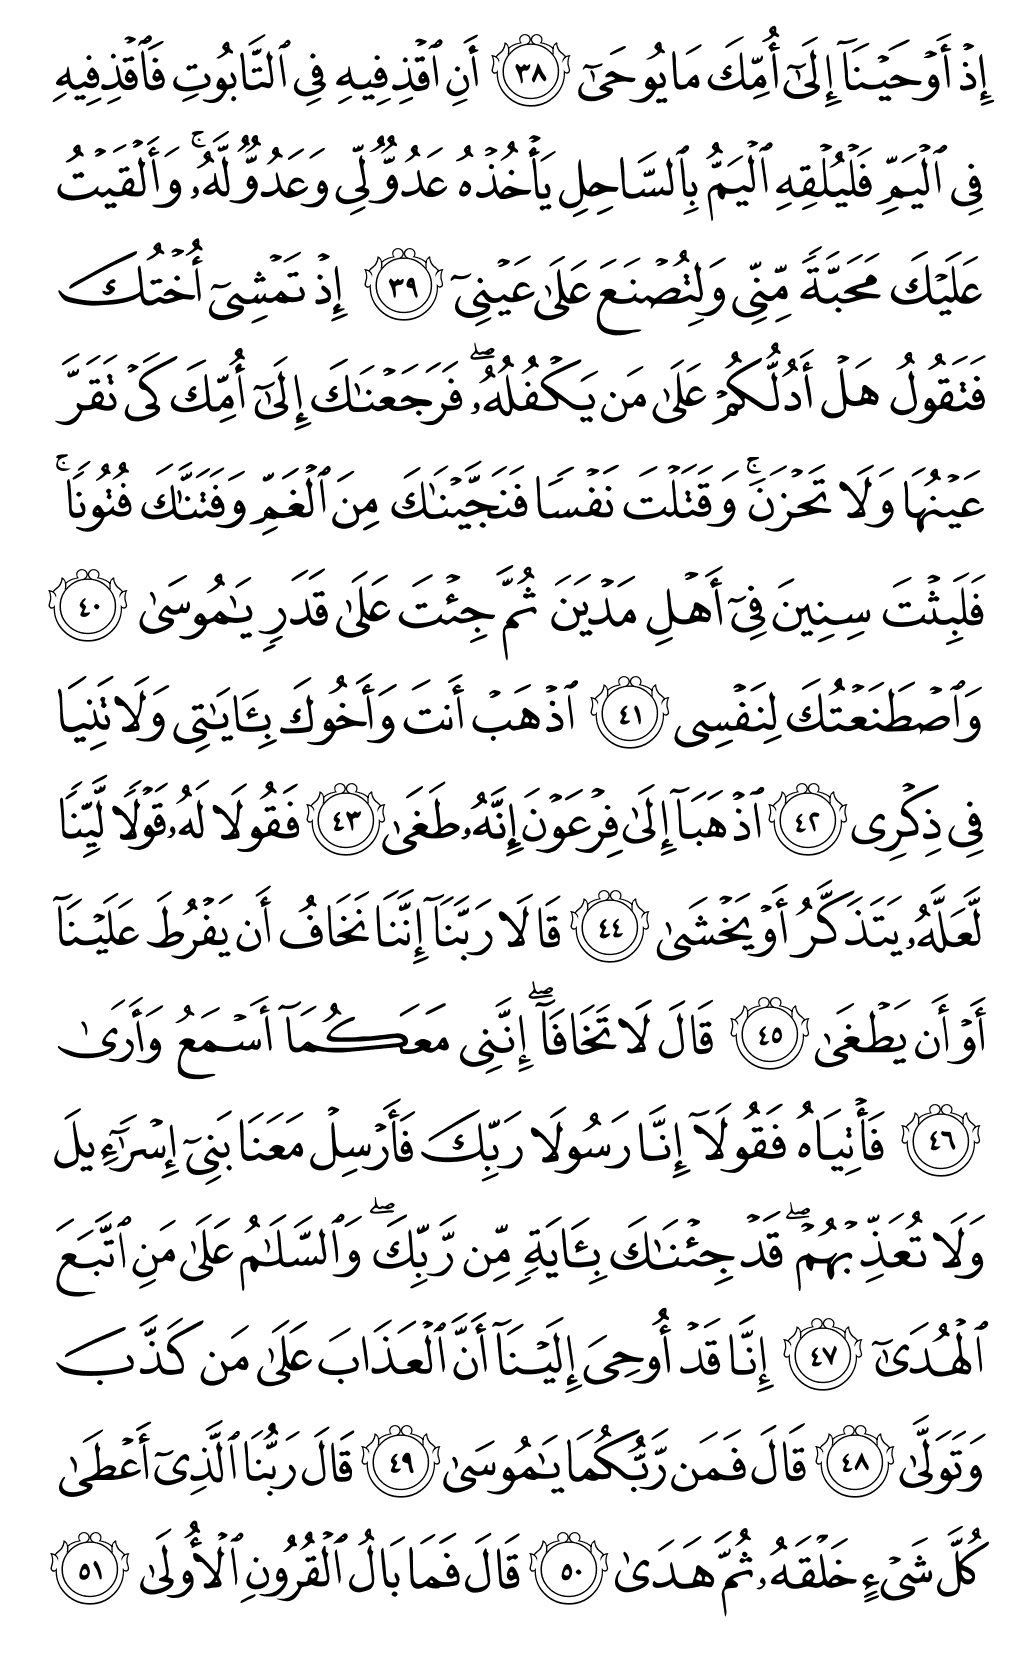 إِذۡ أَوۡحَيۡنَآ إِلَىٰٓ أُمِّكَ مَا يُوحَىٰٓ ٣٨ أَنِ ٱقۡذِفِيهِ فِي ٱلتَّابُوتِ فَٱقۡذِفِيهِ
فِي ٱلۡيَمِّ فَلۡيُلۡقِهِ ٱلۡيَمُّ بِٱلسَّاحِلِ يَأۡخُذۡهُ عَدُوّٞ لِّي وَعَدُوّٞ لَّهُۥۚ وَأَلۡقَيۡتُ
عَلَيۡكَ مَحَبَّةٗ مِّنِّي وَلِتُصۡنَعَ عَلَىٰ عَيۡنِيٓ ٣٩ إِذۡ تَمۡشِيٓ أُخۡتُكَ
فَتَقُولُ هَلۡ أَدُلُّكُمۡ عَلَىٰ مَن يَكۡفُلُهُۥۖ فَرَجَعۡنَٰكَ إِلَىٰٓ أُمِّكَ كَيۡ تَقَرَّ
عَيۡنُهَا وَلَا تَحۡزَنَۚ وَقَتَلۡتَ نَفۡسٗا فَنَجَّيۡنَٰكَ مِنَ ٱلۡغَمِّ وَفَتَنَّٰكَ فُتُونٗاۚ
فَلَبِثۡتَ سِنِينَ فِيٓ أَهۡلِ مَدۡيَنَ ثُمَّ جِئۡتَ عَلَىٰ قَدَرٖ يَٰمُوسَىٰ ٤٠
وَٱصۡطَنَعۡتُكَ لِنَفۡسِي ٤١ ٱذۡهَبۡ أَنتَ وَأَخُوكَ بِـَٔايَٰتِي وَلَا تَنِيَا
فِي ذِكۡرِي ٤٢ ٱذۡهَبَآ إِلَىٰ فِرۡعَوۡنَ إِنَّهُۥ طَغَىٰ ٤٣ فَقُولَا لَهُۥ قَوۡلٗا لَّيِّنٗا
لَّعَلَّهُۥ يَتَذَكَّرُ أَوۡ يَخۡشَىٰ ٤٤ قَالَا رَبَّنَآ إِنَّنَا نَخَافُ أَن يَفۡرُطَ عَلَيۡنَآ
أَوۡ أَن يَطۡغَىٰ ٤٥ قَالَ لَا تَخَافَآۖ إِنَّنِي مَعَكُمَآ أَسۡمَعُ وَأَرَىٰ
٤٦ فَأۡتِيَاهُ فَقُولَآ إِنَّا رَسُولَا رَبِّكَ فَأَرۡسِلۡ مَعَنَا بَنِيٓ إِسۡرَٰٓءِيلَ
وَلَا تُعَذِّبۡهُمۡۖ قَدۡ جِئۡنَٰكَ بِـَٔايَةٖ مِّن رَّبِّكَۖ وَٱلسَّلَٰمُ عَلَىٰ مَنِ ٱتَّبَعَ
ٱلۡهُدَىٰٓ ٤٧ إِنَّا قَدۡ أُوحِيَ إِلَيۡنَآ أَنَّ ٱلۡعَذَابَ عَلَىٰ مَن كَذَّبَ
وَتَوَلَّىٰ ٤٨ قَالَ فَمَن رَّبُّكُمَا يَٰمُوسَىٰ ٤٩ قَالَ رَبُّنَا ٱلَّذِيٓ أَعۡطَىٰ
كُلَّ شَيۡءٍ خَلۡقَهُۥ ثُمَّ هَدَىٰ ٥٠ قَالَ فَمَا بَالُ ٱلۡقُرُونِ ٱلۡأُولَىٰ ٥١